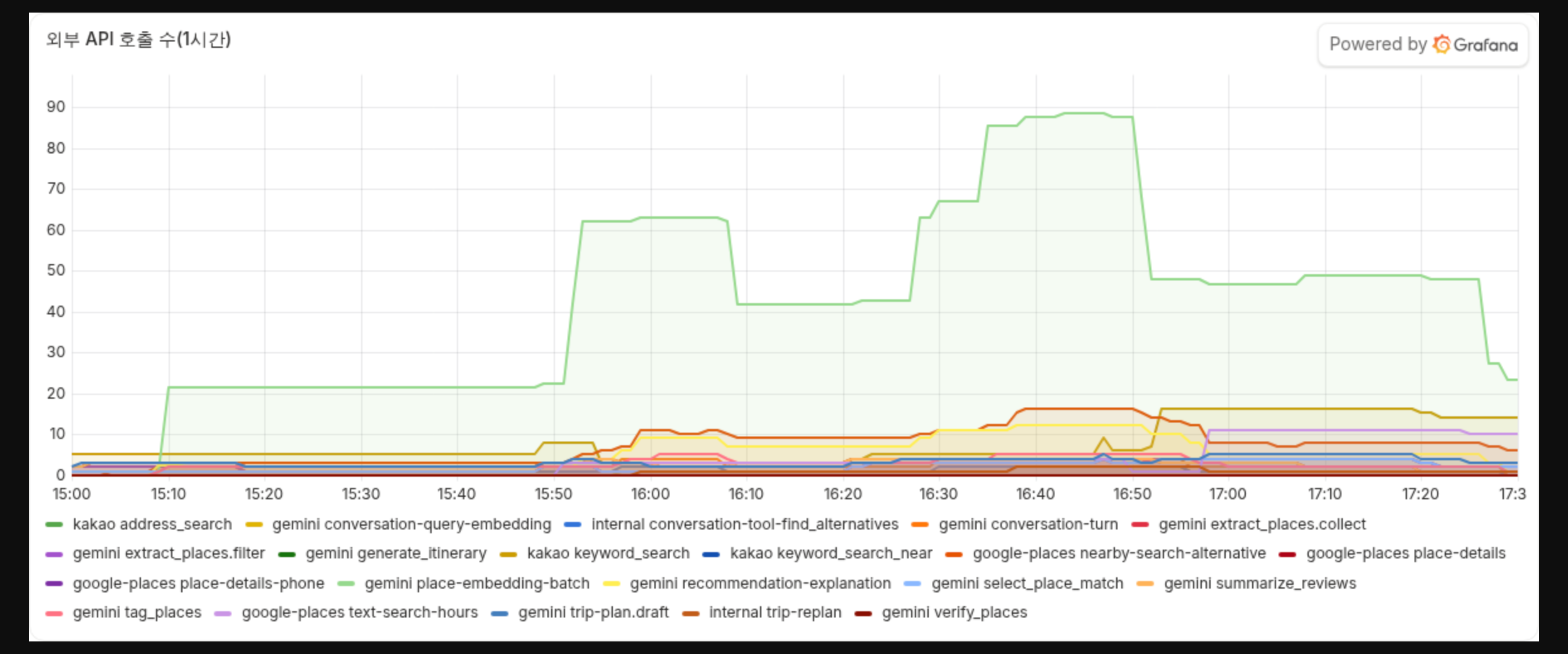 외부 API 호출 수(1시간)
Powered by Grafana
90
80
70
60
50
40
30
20
10
0
15:00 15:10 15:20 15:30 15:40 15:50 16:00 16:10 16:20 16:30 16:40 16:50 17:00 17:10 17:20 17:3
kakao address_search gemini conversation-query-embedding internal conversation-tool-find_alternatives gemini conversation-turn gemini extract_places.collect
gemini extract_places.filter gemini generate_itinerary kakao keyword_search kakao keyword_search_near google-places nearby-search-alternative google-places place-details
google-places place-details-phone gemini place-embedding-batch gemini recommendation-explanation gemini select_place_match gemini summarize_reviews
gemini tag_places google-places text-search-hours gemini trip-plan.draft internal trip-replan gemini verify_places